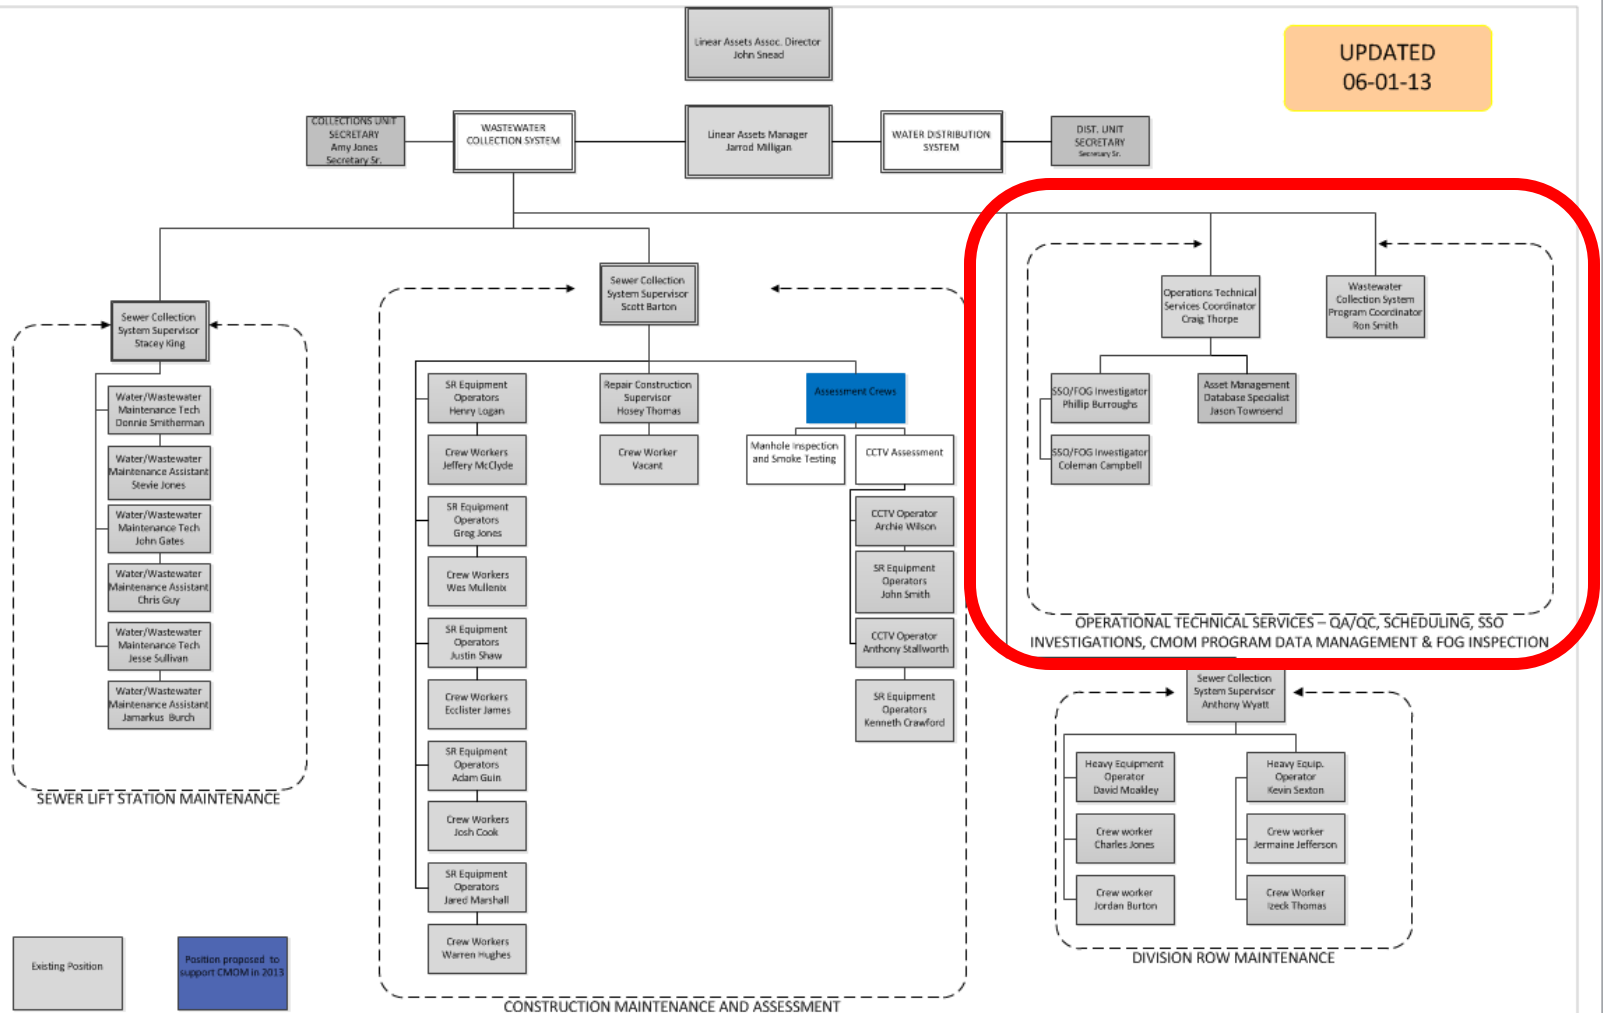 Linear Assets Assoc. Director
John Snead
UPDATED
06-01-13
COLLECTIONS UNIT
SECRETARY
Amy Jones
Secretary Sr.
WASTEWATER
COLLECTION SYSTEM
Linear Assets Manager
Jarrod Milligan
WATER DISTRIBUTION
SYSTEM
DIST. UNIT
SECRETARY
Secretary Sr.
Sewer Collection
System Supervisor
Stacey King
Water/Wastewater
Maintenance Tech
Donnie Smitherman
Water/Wastewater
Maintenance Assistant
Stevie Jones
Water/Wastewater
Maintenance Tech
John Gates
Water/Wastewater
Maintenance Assistant
Chris Guy
Water/Wastewater
Maintenance Tech
Jesse Sullivan
Water/Wastewater
Maintenance Assistant
Jamarkus Burch
SEWER LIFT STATION MAINTENANCE
Sewer Collection
System Supervisor
Scott Barton
SR Equipment
Operators
Henry Logan
Crew Workers
Jeffery McClyde
SR Equipment
Operators
Greg Jones
Crew Workers
Wes Mullenix
SR Equipment
Operators
Justin Shaw
Crew Workers
Ecclister James
SR Equipment
Operators
Adam Guin
Crew Workers
Josh Cook
SR Equipment
Operators
Jared Marshall
Crew Workers
Warren Hughes
Repair Construction
Supervisor
Hosey Thomas
Crew Worker
Vacant
Assessment Crews
Manhole Inspection
and Smoke Testing
CCTV Assessment
CCTV Operator
Archie Wilson
SR Equipment
Operators
John Smith
CCTV Operator
Anthony Stallworth
SR Equipment
Operators
Kenneth Crawford
CONSTRUCTION MAINTENANCE AND ASSESSMENT
Operations Technical
Services Coordinator
Craig Thorpe
Wastewater
Collection System
Program Coordinator
Ron Smith
SSO/FOG Investigator
Phillip Burroughs
Asset Management
Database Specialist
Jason Townsend
SSO/FOG Investigator
Coleman Campbell
OPERATIONAL TECHNICAL SERVICES – QA/QC, SCHEDULING, SSO
INVESTIGATIONS, CMOM PROGRAM DATA MANAGEMENT & FOG INSPECTION
Sewer Collection
System Supervisor
Anthony Wyatt
Heavy Equipment
Operator
David Moakley
Crew worker
Charles Jones
Crew worker
Jordan Burton
Heavy Equip.
Operator
Kevin Sexton
Crew worker
Jermaine Jefferson
Crew Worker
Izeck Thomas
DIVISION ROW MAINTENANCE
Existing Position
Position proposed to
support CMOM in 2013